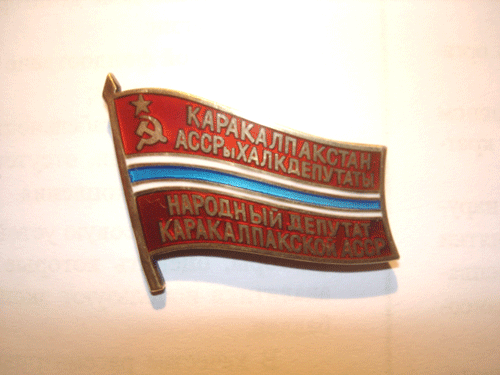 КАРАКАЛПАКСТАН
АССРы ХАЛК ДЕПУТАТЫ
НАРОДНЫЙ ДЕПУТАТ
КАРАКАЛПАКСКОЙ АССР